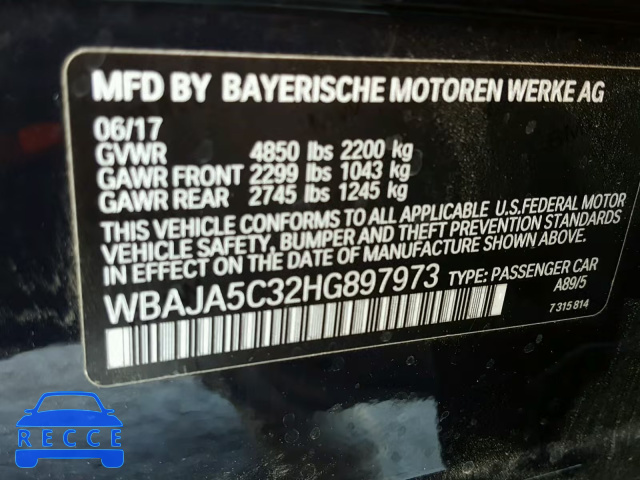 MFD BY BAYERISCHE MOTOREN WERKE AG
06/17
GVWR 4850 lbs 2200 kg
GAWR FRONT 2299 lbs 1043 kg
GAWR REAR 2745 lbs 1245 kg
THIS VEHICLE CONFORMS TO ALL APPLICABLE U.S.FEDERAL MOTOR
VEHICLE SAFETY, BUMPER AND THEFT PREVENTION STANDARDS
IN EFFECT ON THE DATE OF MANUFACTURE SHOWN ABOVE.
WBAJA5C32HG897973 TYPE: PASSENGER CAR
A89/5
7 315 814
RECCE